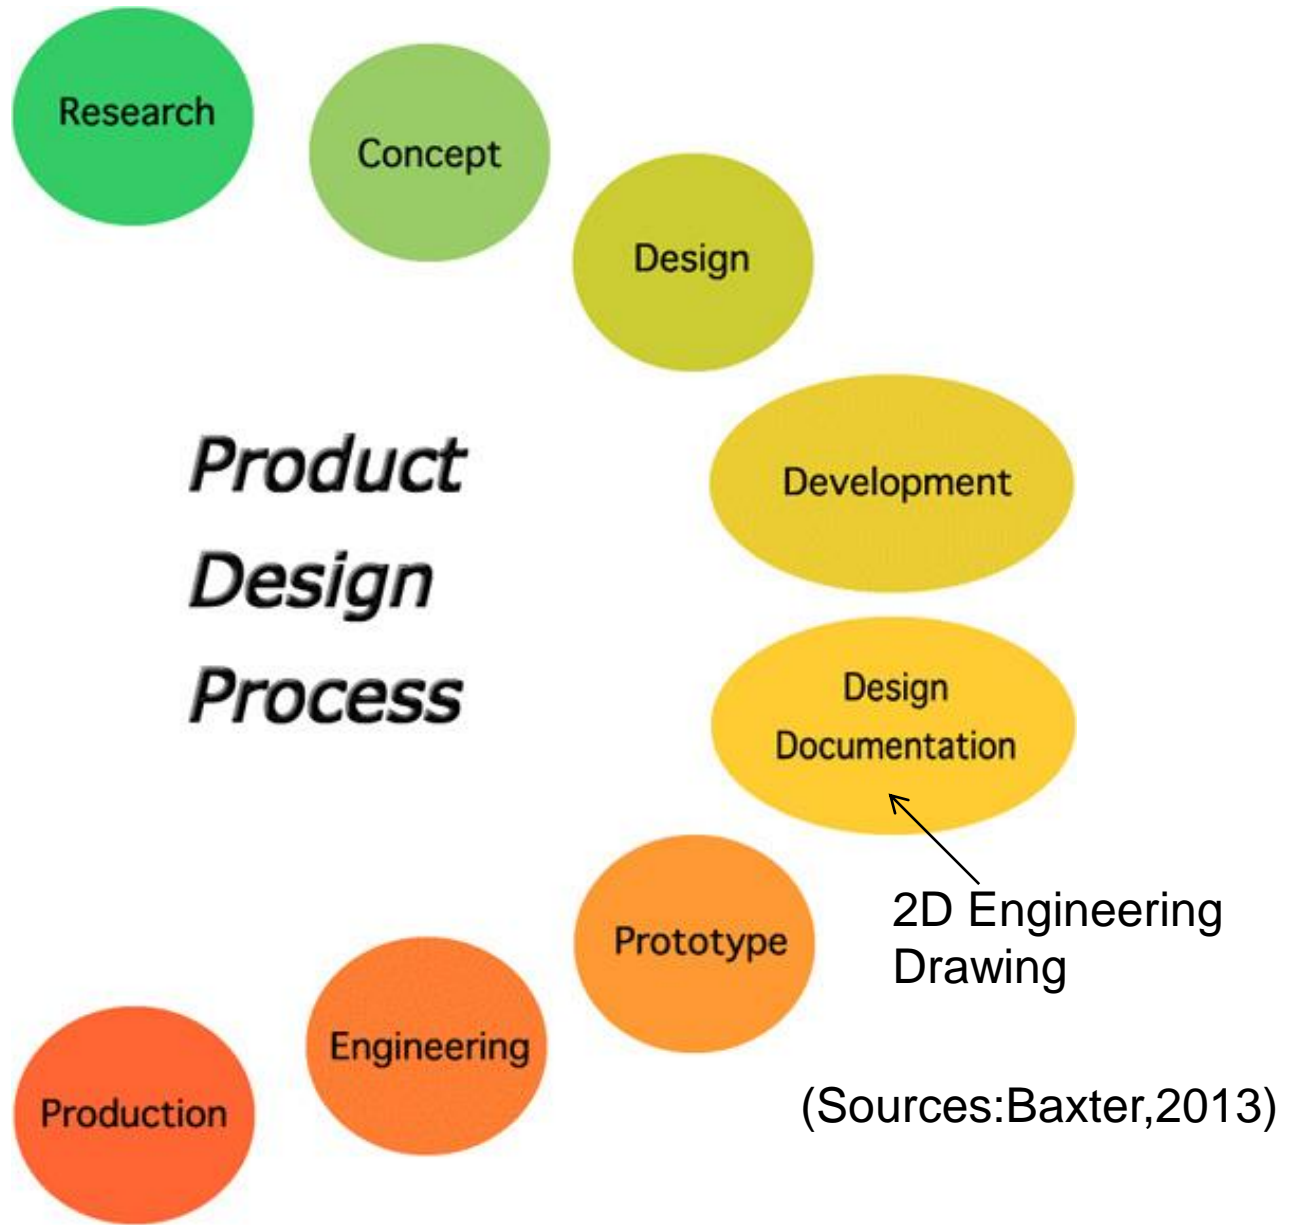 Research
Concept
Design
Development
Product
Design
Process
Design
Documentation
2D Engineering
Drawing
Prototype
Engineering
Production
(Sources:Baxter,2013)